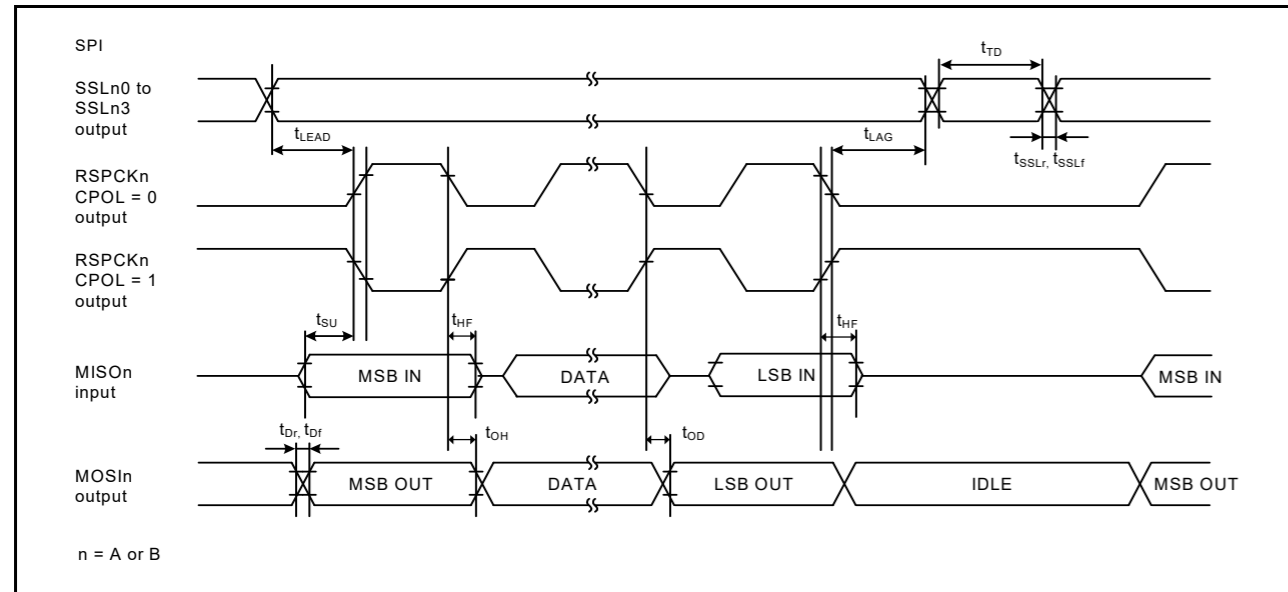 SPI
SSLn0 to
SSLn3
output
tTD
tLEAD
tLAG
tSSLr, tSSLf
RSPCKn
CPOL = 0
output
RSPCKn
CPOL = 1
output
tSU
tHF
tHF
MISOn
input
MSB IN
DATA
LSB IN
MSB IN
tDr, tDf
tOH
tOD
MOSIn
output
MSB OUT
DATA
LSB OUT
IDLE
MSB OUT
n = A or B